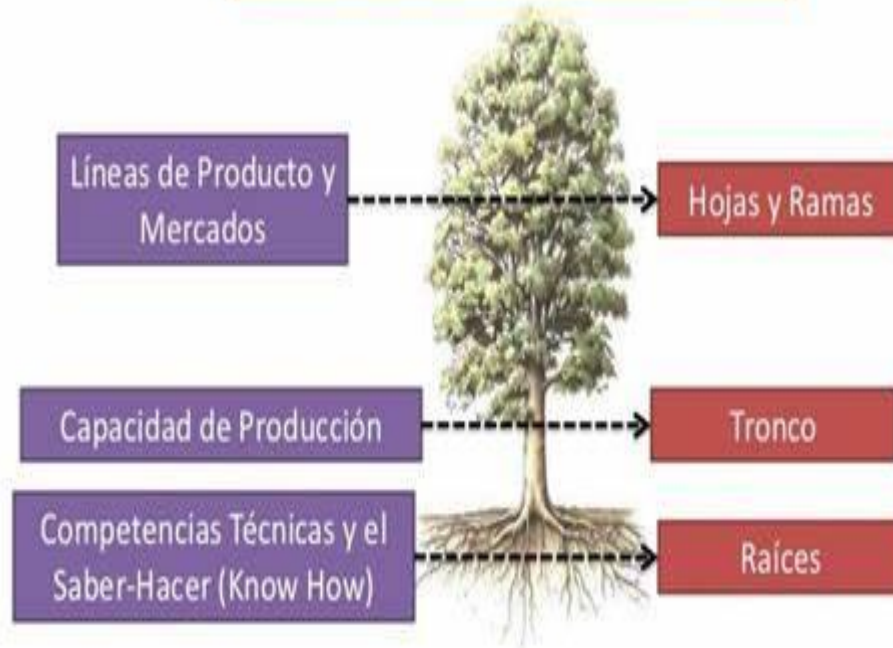 Líneas de Producto y
Mercados
Hojas y Ramas
Capacidad de Producción
Tronco
Competencias Técnicas y el
Saber-Hacer (Know How)
Raíces